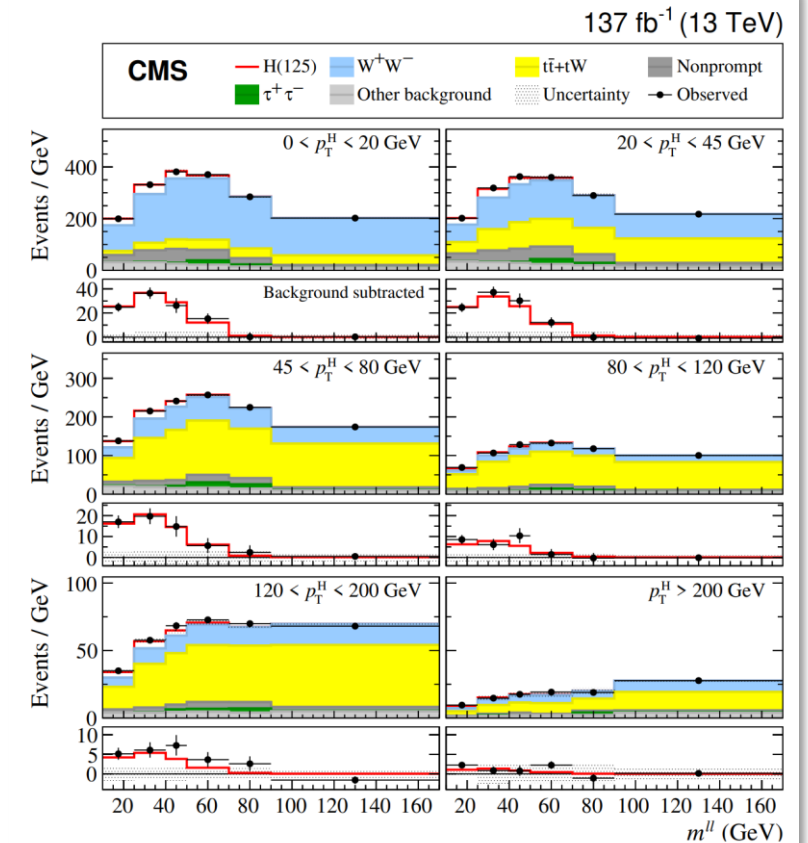 137 fb⁻¹ (13 TeV)
CMS
H(125) W⁺W⁻ tt̄+tW Nonprompt
τ⁺τ⁻ Other background Uncertainty Observed
Events / GeV
0 < p_T^H < 20 GeV
20 < p_T^H < 45 GeV
400
200
0
Background subtracted
40
20
0
Events / GeV
45 < p_T^H < 80 GeV
80 < p_T^H < 120 GeV
300
200
100
0
20
10
0
Events / GeV
120 < p_T^H < 200 GeV
p_T^H > 200 GeV
100
50
0
10
5
0
20 40 60 80 100 120 140 160 20 40 60 80 100 120 140 160
m^ll (GeV)